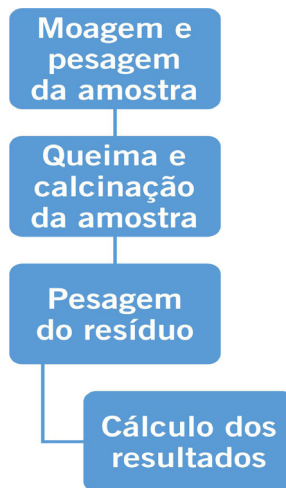 Moagem e
pesagem
da amostra
Queima e
calcinação
da amostra
Pesagem
do resíduo
Cálculo dos
resultados